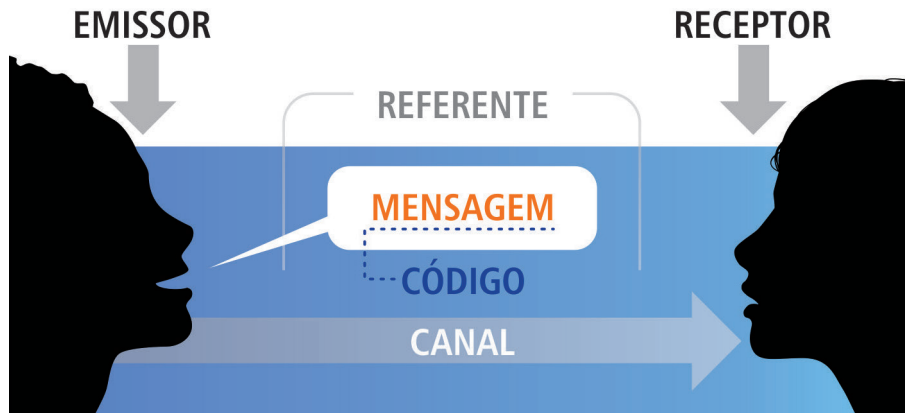 EMISSOR
RECEPTOR
REFERENTE
MENSAGEM
CÓDIGO
CANAL